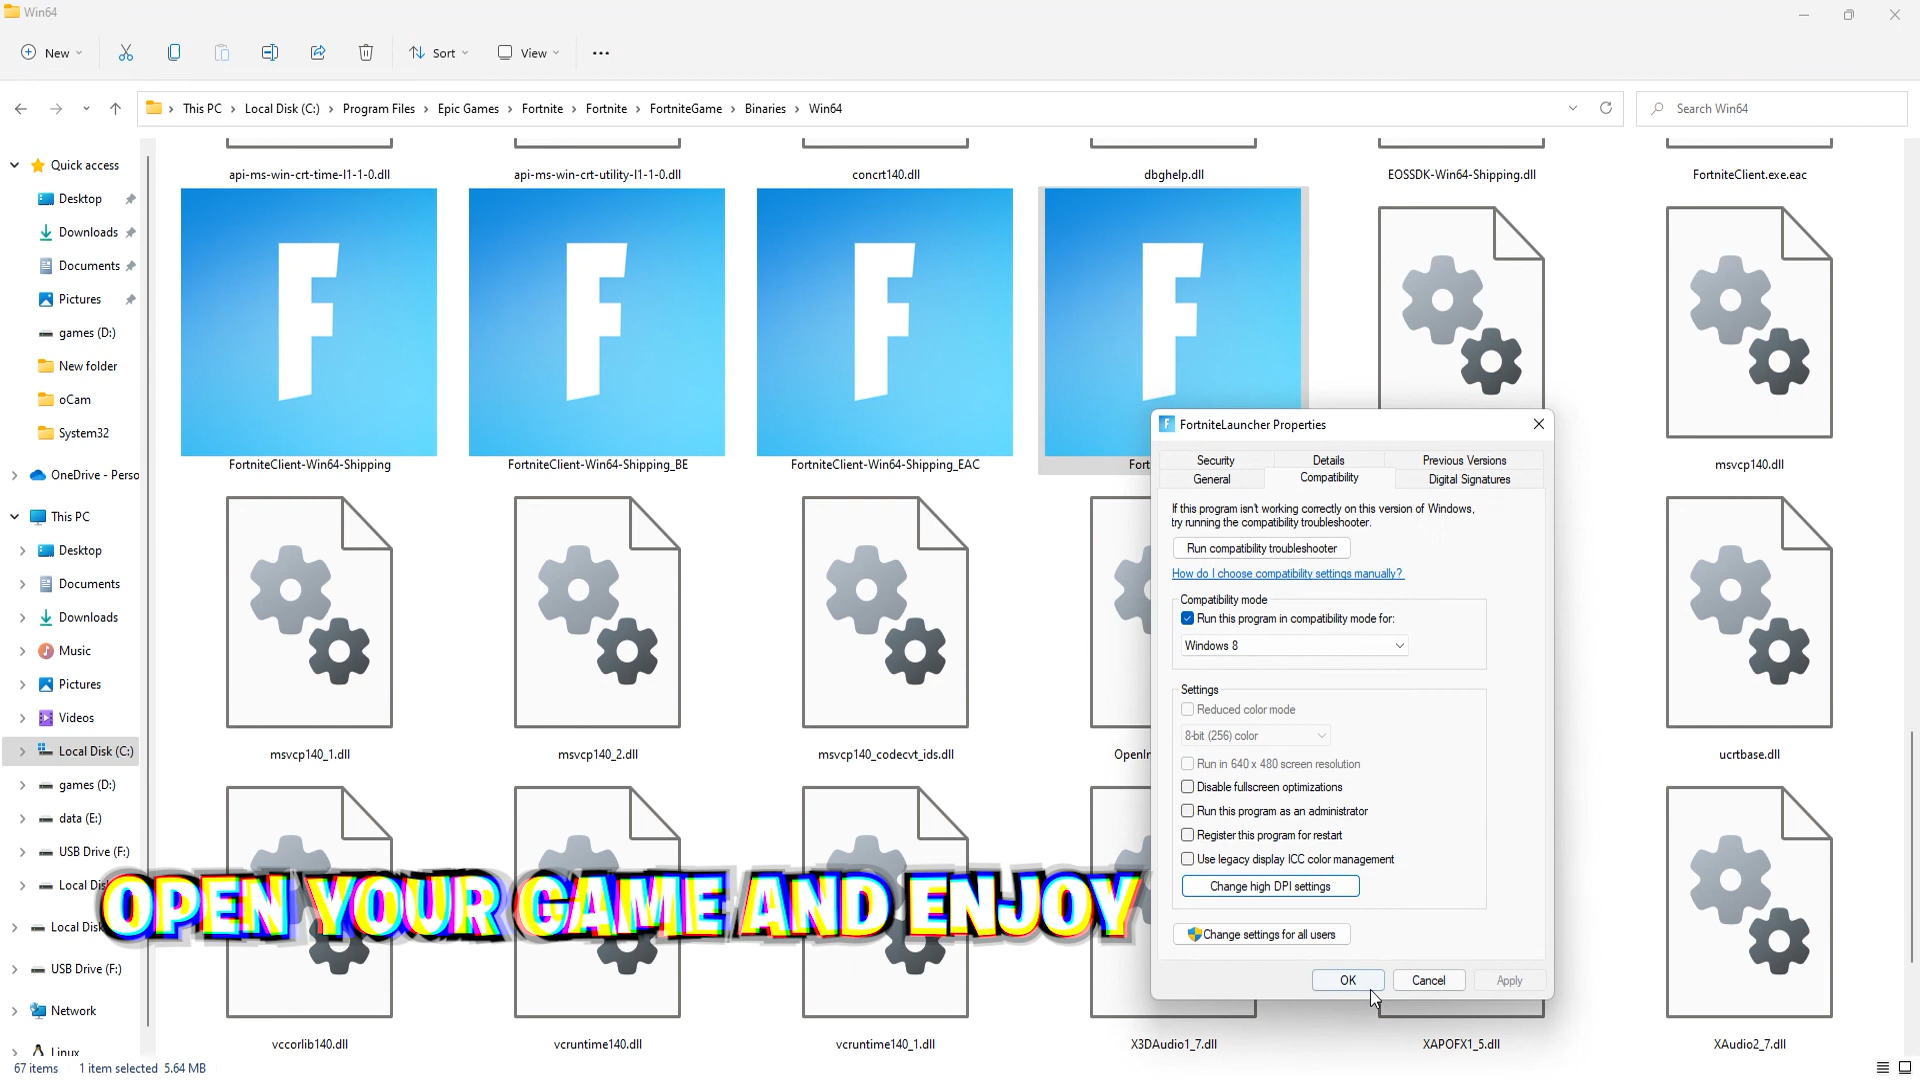 Win64
New
Sort
View
This PC > Local Disk (C:) > Program Files > Epic Games > Fortnite > Fortnite > FortniteGame > Binaries > Win64
Search Win64
Quick access
Desktop
Downloads
Documents
Pictures
games (D:)
New folder
oCam
System32
OneDrive - Perso
This PC
Desktop
Documents
Downloads
Music
Pictures
Videos
Local Disk (C:)
games (D:)
data (E:)
USB Drive (F:)
Local Dis
Local Disk
USB Drive (F:)
Network
Linux
api-ms-win-crt-time-l1-1-0.dll
api-ms-win-crt-utility-l1-1-0.dll
concrt140.dll
dbghelp.dll
EOSSDK-Win64-Shipping.dll
FortniteClient.exe.eac
FortniteClient-Win64-Shipping
FortniteClient-Win64-Shipping_BE
FortniteClient-Win64-Shipping_EAC
Fort
msvcp140.dll
msvcp140_1.dll
msvcp140_2.dll
msvcp140_codecvt_ids.dll
OpenIm
ucrtbase.dll
vccorlib140.dll
vcruntime140.dll
vcruntime140_1.dll
X3DAudio1_7.dll
XAPOFX1_5.dll
XAudio2_7.dll
FortniteLauncher Properties
Security
Details
Previous Versions
General
Compatibility
Digital Signatures
If this program isn't working correctly on this version of Windows,
try running the compatibility troubleshooter.
Run compatibility troubleshooter
How do I choose compatibility settings manually?
Compatibility mode
Run this program in compatibility mode for:
Windows 8
Settings
Reduced color mode
8-bit (256) color
Run in 640 x 480 screen resolution
Disable fullscreen optimizations
Run this program as an administrator
Register this program for restart
Use legacy display ICC color management
Change high DPI settings
Change settings for all users
OK
Cancel
Apply
OPEN YOUR GAME AND ENJOY
67 items
1 item selected 5.64 MB